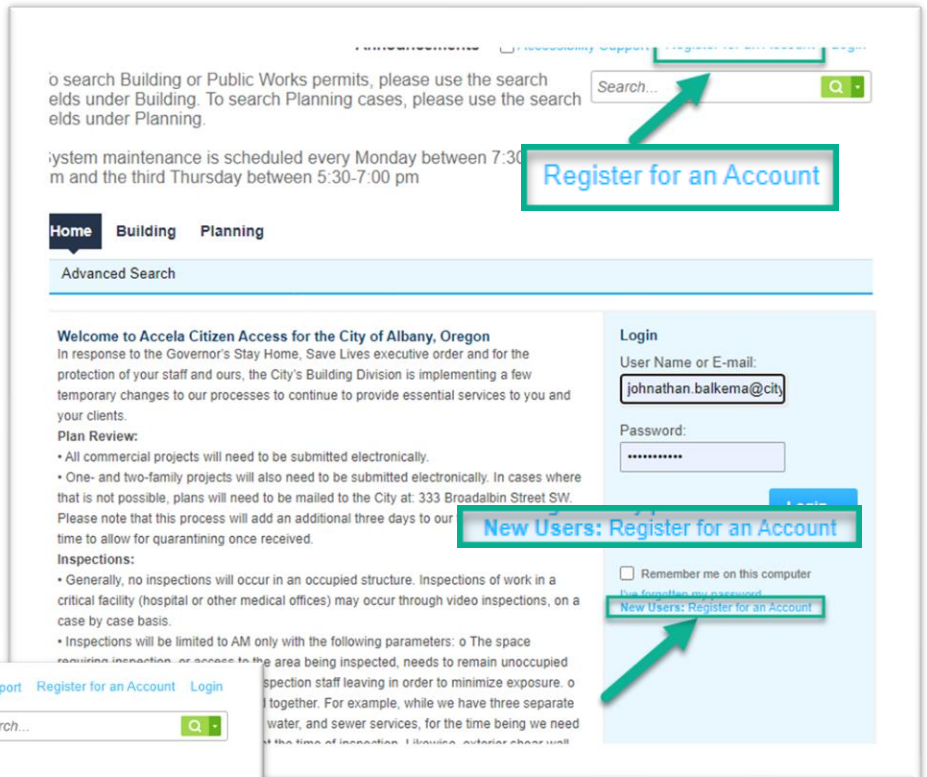 Announcements Accessibility Support Register for an Account Login
o search Building or Public Works permits, please use the search
elds under Building. To search Planning cases, please use the search
elds under Planning.
Search...
ystem maintenance is scheduled every Monday between 7:30
m and the third Thursday between 5:30-7:00 pm
Register for an Account
Home Building Planning
Advanced Search
Welcome to Accela Citizen Access for the City of Albany, Oregon
In response to the Governor's Stay Home, Save Lives executive order and for the
protection of your staff and ours, the City's Building Division is implementing a few
temporary changes to our processes to continue to provide essential services to you and
your clients.
Plan Review:
• All commercial projects will need to be submitted electronically.
• One- and two-family projects will also need to be submitted electronically. In cases where
that is not possible, plans will need to be mailed to the City at: 333 Broadalbin Street SW.
Please note that this process will add an additional three days to our
time to allow for quarantining once received.
Inspections:
• Generally, no inspections will occur in an occupied structure. Inspections of work in a
critical facility (hospital or other medical offices) may occur through video inspections, on a
case by case basis.
• Inspections will be limited to AM only with the following parameters: o The space
requiring inspection, or access to the area being inspected, needs to remain unoccupied
spection staff leaving in order to minimize exposure. o
together. For example, while we have three separate
water, and sewer services, for the time being we need
at the time of inspection. Likewise, exterior shear wall
Login
User Name or E-mail:
johnathan.balkema@city
Password:
•••••••••••
Login
New Users: Register for an Account
Remember me on this computer
I've forgotten my password
New Users: Register for an Account
port Register for an Account Login
rch...